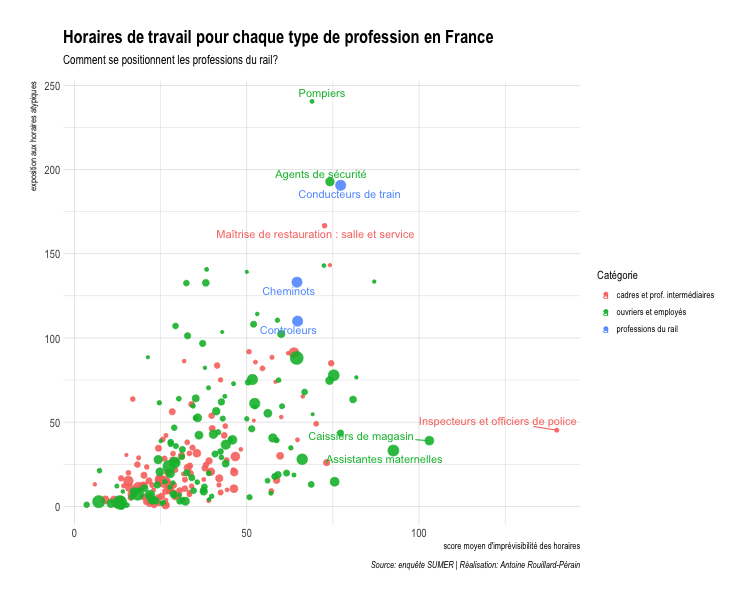 Horaires de travail pour chaque type de profession en France
Comment se positionnent les professions du rail?
exposition aux horaires atypiques
250
200
150
100
50
0
Pompiers
Agents de sécurité
Conducteurs de train
Maîtrise de restauration : salle et service
Cheminots
Controleurs
Inspecteurs et officiers de police
Caissiers de magasin
Assistantes maternelles
0
50
100
score moyen d'imprévisibilité des horaires
Catégorie
cadres et prof. intermédiaires
ouvriers et employés
professions du rail
Source: enquête SUMER | Réalisation: Antoine Rouillard-Pérain